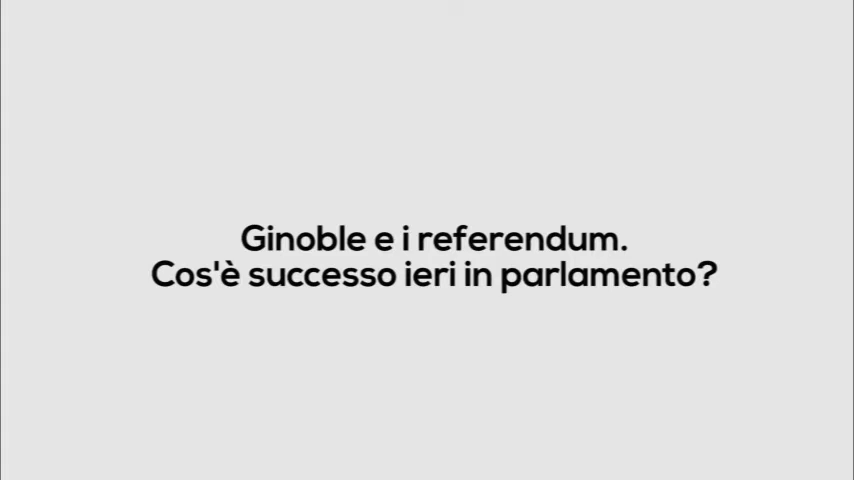 Ginoble e i referendum.
Cos'è successo ieri in parlamento?